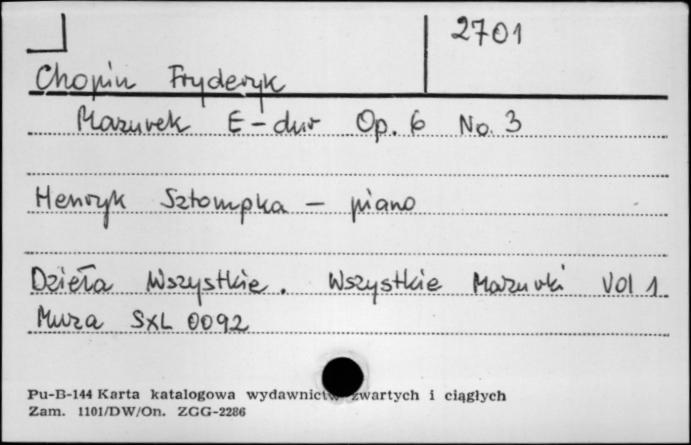 2701
Chopin Fryderyk
Mazurek E-dur Op. 6 No. 3
Henryk Sztompka – piano
Dzieła Wszystkie. Wszystkie Mazurki Vol 1
Muza SXL 0092
Pu-B-144 Karta katalogowa wydawnictw zwartych i ciągłych
Zam. 1101/DW/On. ZGG-2286